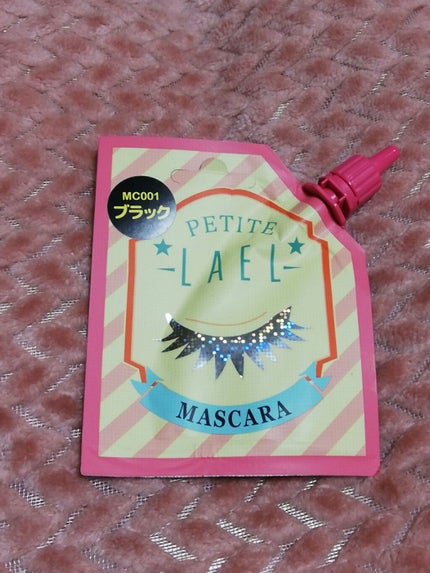 MC001
ブラック
PETITE
LAEL
MASCARA